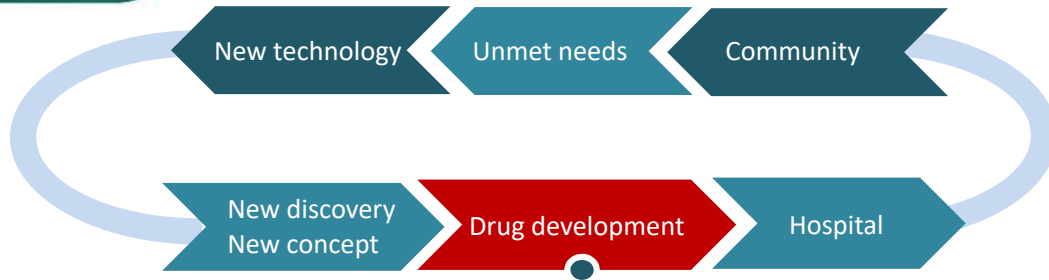 New technology
Unmet needs
Community
New discovery
New concept
Drug development
Hospital